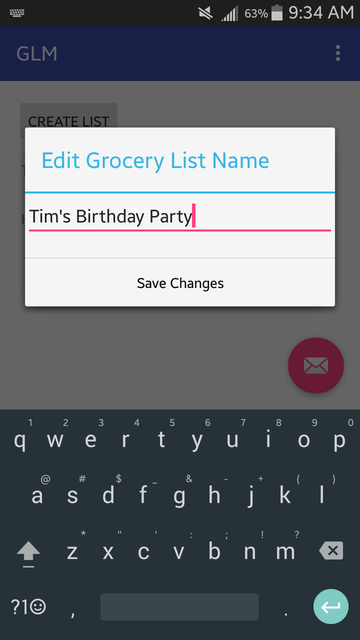 63% 9:34 AM
GLM
CREATE LIST
Edit Grocery List Name
Tim's Birthday Party
Save Changes
1 2 3 4 5 6 7 8 9 0
q w e r t y u i o p
@ # $ _ & - + ( )
a s d f g h j k l
* " ' : ; ! ?
z x c v b n m
?1☺ , .